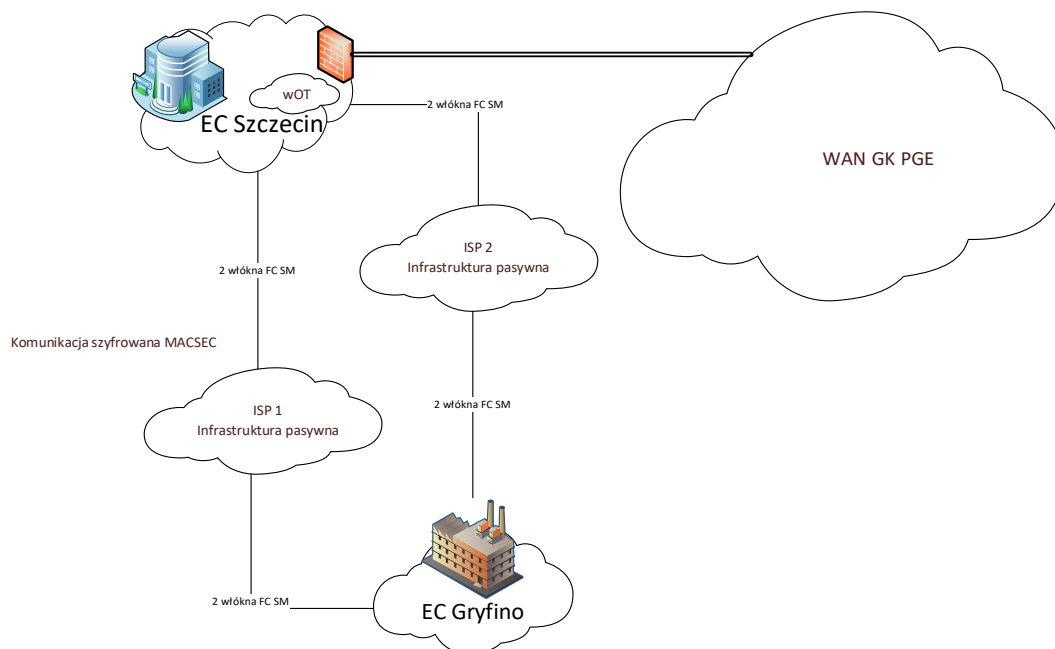 wOT
EC Szczecin
2 włókna FC SM
WAN GK PGE
ISP 2
Infrastruktura pasywna
2 włókna FC SM
Komunikacja szyfrowana MACSEC
ISP 1
Infrastruktura pasywna
2 włókna FC SM
2 włókna FC SM
EC Gryfino